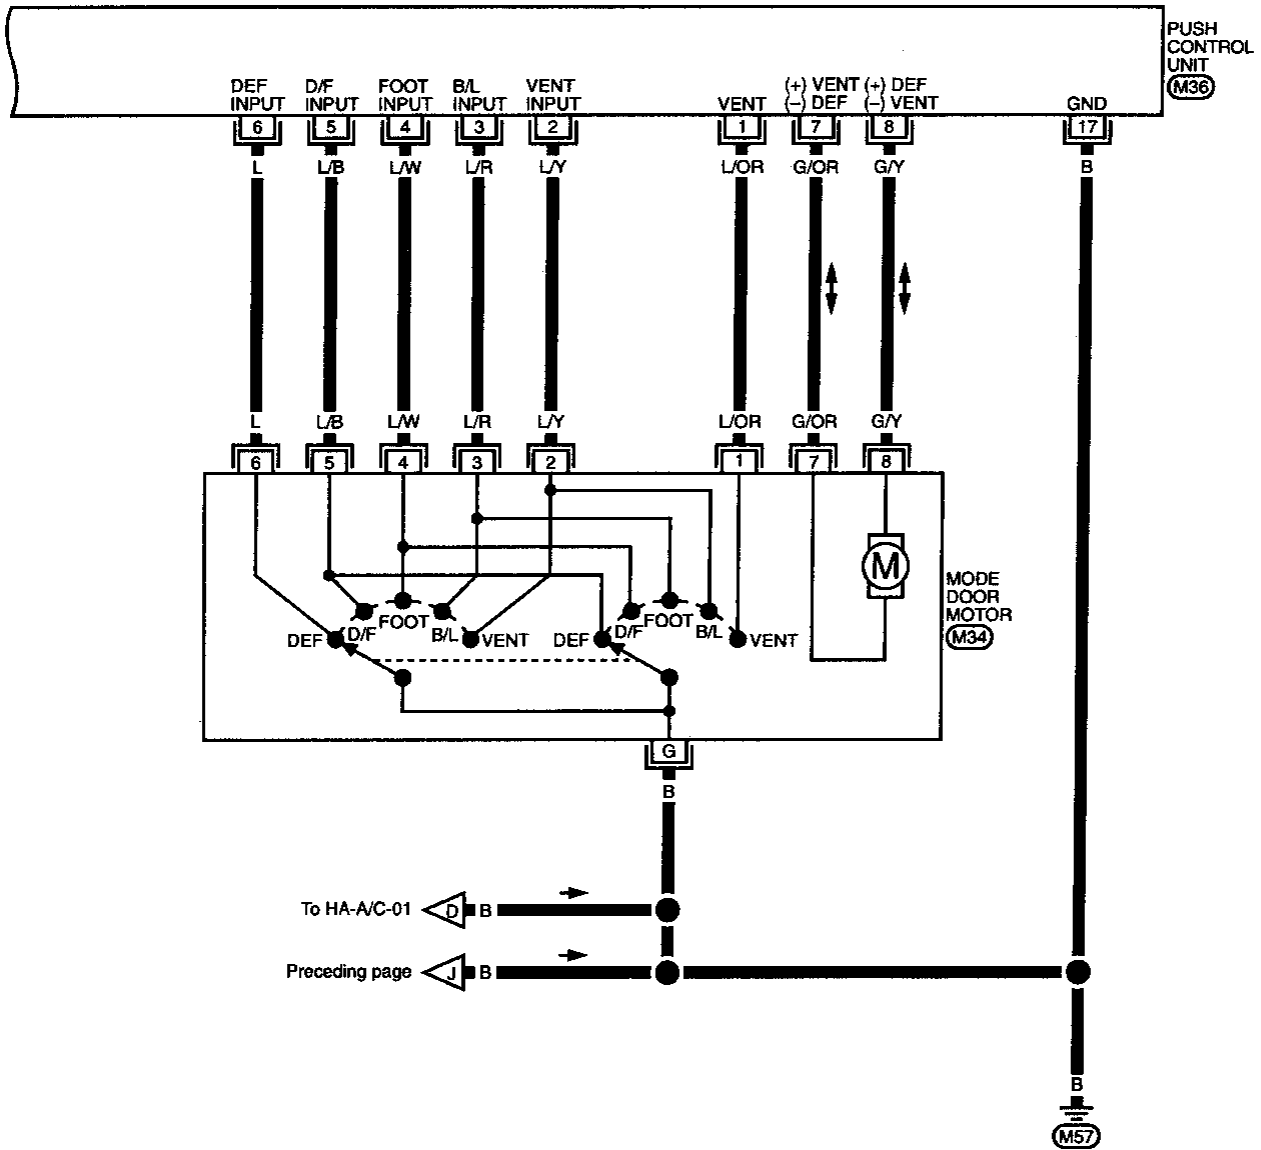 PUSH
CONTROL
UNIT
M36
DEF
INPUT
D/F
INPUT
FOOT
INPUT
B/L
INPUT
VENT
INPUT
VENT
(+) VENT
(–) DEF
(+) DEF
(–) VENT
GND
6 5 4 3 2 1 7 8 17
L L/B L/W L/R L/Y L/OR G/OR G/Y B
L L/B L/W L/R L/Y L/OR G/OR G/Y
6 5 4 3 2 1 7 8
M
MODE
DOOR
MOTOR
M34
DEF D/F FOOT B/L VENT
DEF D/F FOOT B/L VENT
G
B
To HA-A/C-01 D B
Preceding page J B
B
M57